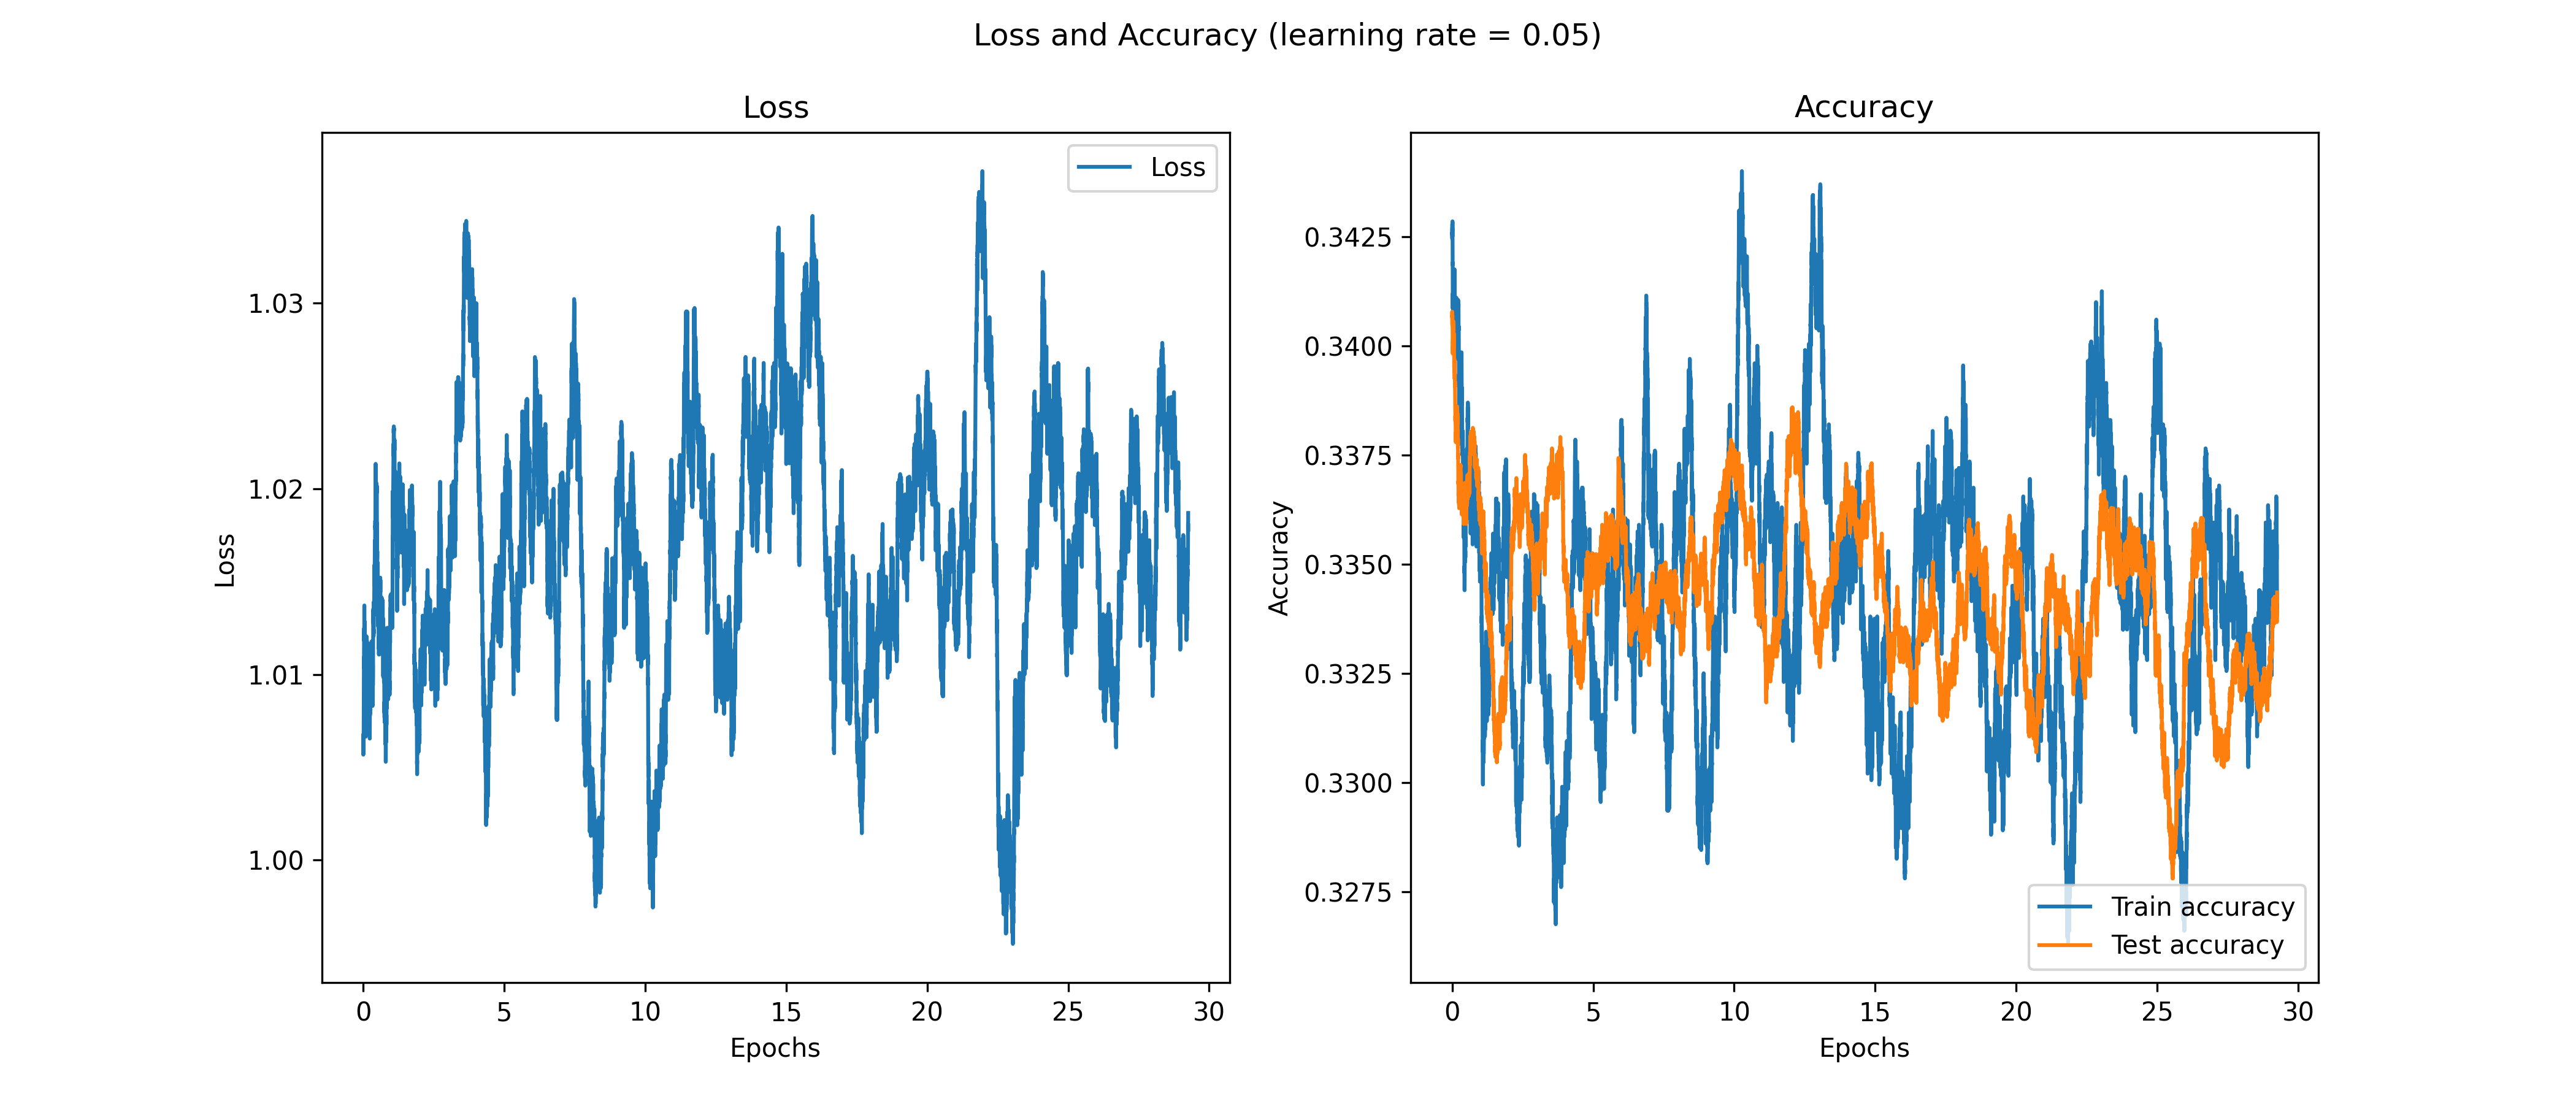 Loss and Accuracy (learning rate = 0.05)
Loss
Loss
1.03
1.02
1.01
1.00
Loss
0 5 10 15 20 25 30
Epochs
Accuracy
0.3425
0.3400
0.3375
0.3350
0.3325
0.3300
0.3275
Accuracy
Train accuracy
Test accuracy
0 5 10 15 20 25 30
Epochs